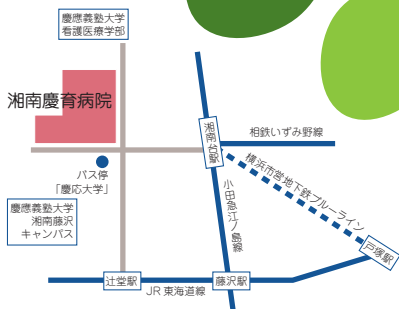 慶應義塾大学
看護医療学部
湘南慶育病院
湘南台駅
相鉄いずみ野線
バス停
「慶応大学」
横浜市営地下鉄ブルーライン
小田急江ノ島線
慶應義塾大学
湘南藤沢
キャンパス
戸塚駅
辻堂駅
藤沢駅
JR 東海道線